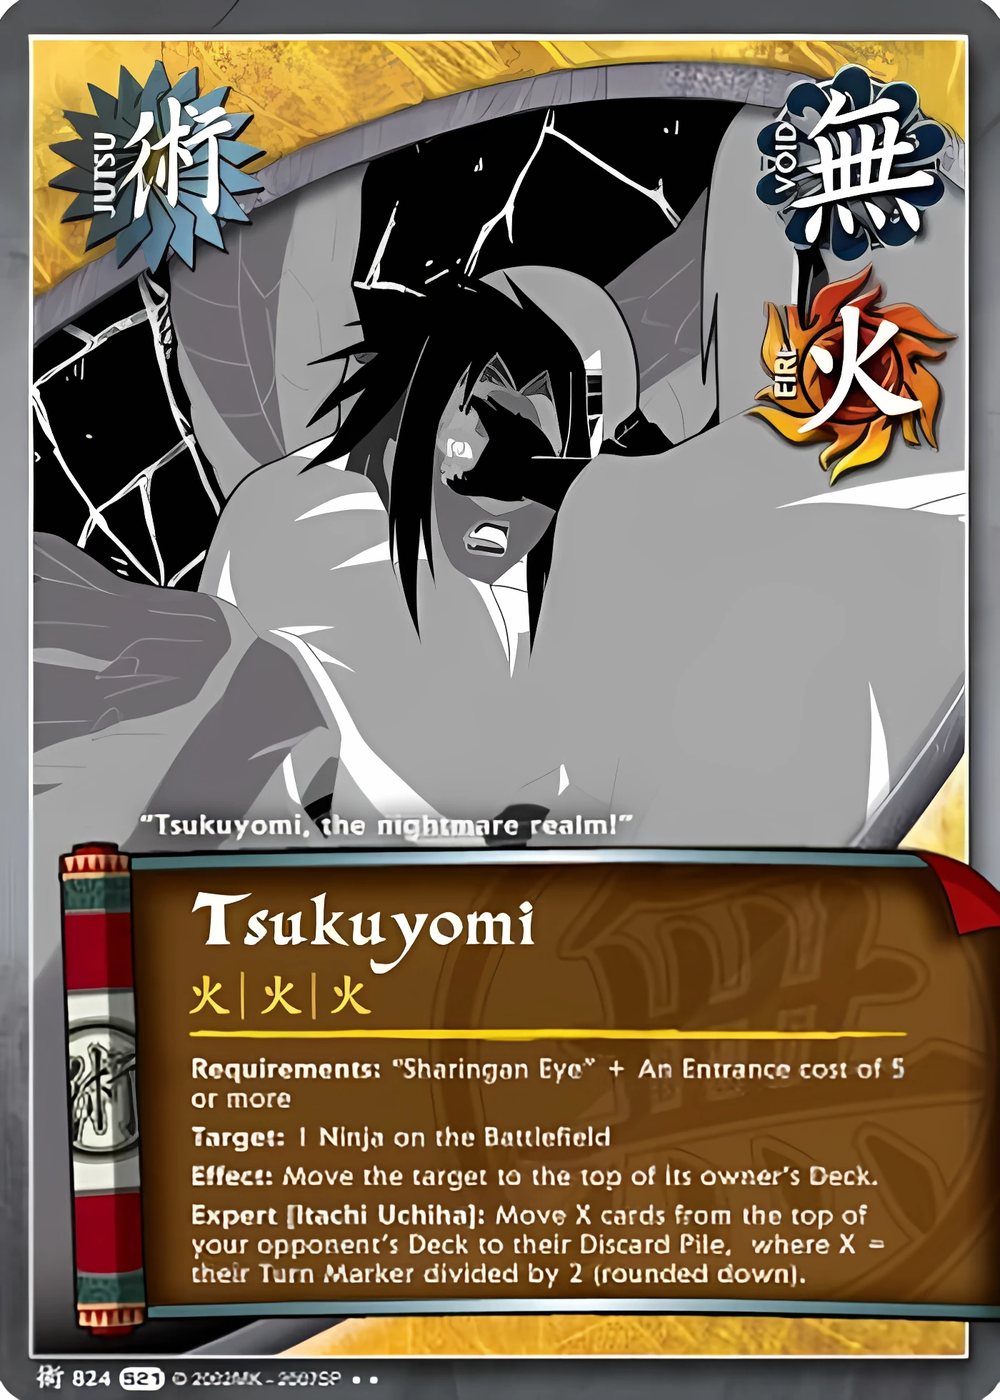 JUTSU
術
VOID
無
FIRE
火
"Tsukuyomi, the nightmare realm!"
Tsukuyomi
火|火|火
Requirements: "Sharingan Eye" + An Entrance cost of 5
or more
Target: 1 Ninja on the Battlefield
Effect: Move the target to the top of its owner's Deck.
Expert [Itachi Uchiha]: Move X cards from the top of
your opponent's Deck to their Discard Pile, where X =
their Turn Marker divided by 2 (rounded down).
術
術 824 S21 © 2002MK - 2007SP